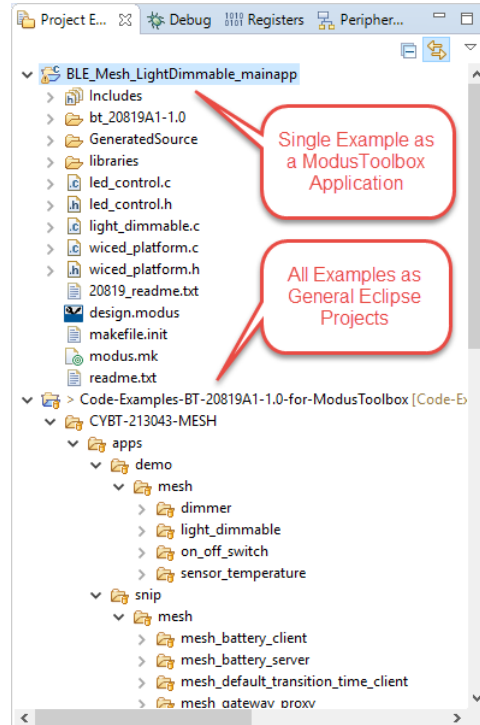 Project E...
Debug
1010 0101 Registers
Peripher...
BLE_Mesh_LightDimmable_mainapp
Includes
bt_20819A1-1.0
GeneratedSource
libraries
.c led_control.c
.h led_control.h
.c light_dimmable.c
.c wiced_platform.c
.h wiced_platform.h
20819_readme.txt
design.modus
makefile.init
modus.mk
readme.txt
Single Example as
a ModusToolbox
Application
All Examples as
General Eclipse
Projects
> Code-Examples-BT-20819A1-1.0-for-ModusToolbox [Code-Ex
CYBT-213043-MESH
apps
demo
mesh
dimmer
light_dimmable
on_off_switch
sensor_temperature
snip
mesh
mesh_battery_client
mesh_battery_server
mesh_default_transition_time_client
mesh_gateway_proxy